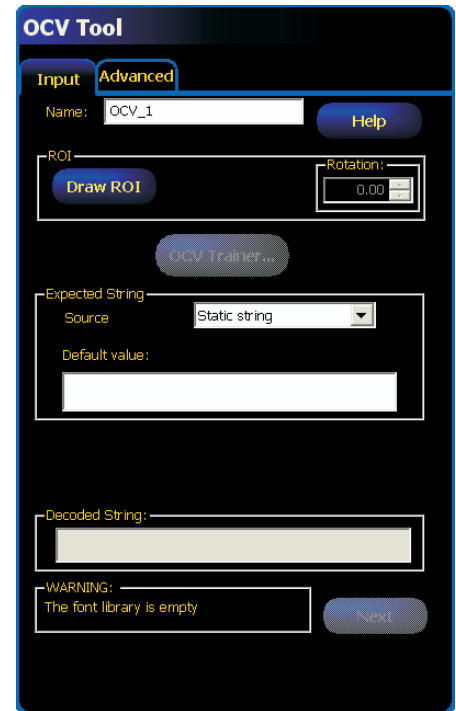 OCV Tool
Input Advanced
Name: OCV_1 Help
ROI
Rotation:
Draw ROI 0.00
OCV Trainer...
Expected String
Source Static string
Default value:
Decoded String:
WARNING:
The font library is empty
Next